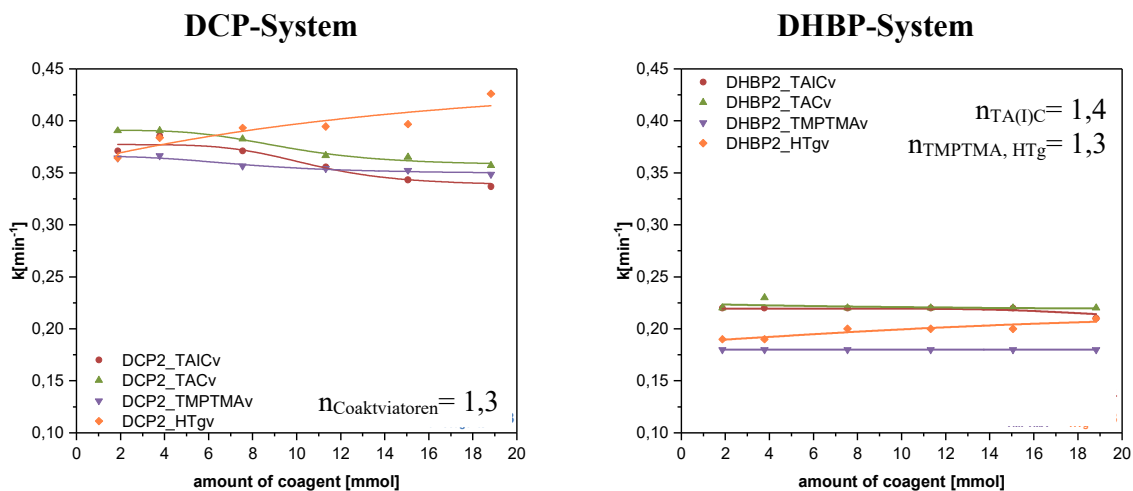 DCP-System
0,45
0,40
0,35
0,30
0,25
0,20
0,15
0,10
k[min⁻¹]
DCP2_TAICv
DCP2_TACv
DCP2_TMPTMAv
DCP2_HTgv
nCoaktviatoren= 1,3
0 2 4 6 8 10 12 14 16 18 20
amount of coagent [mmol]
DHBP-System
0,45
0,40
0,35
0,30
0,25
0,20
0,15
0,10
k[min⁻¹]
DHBP2_TAICv
DHBP2_TACv
DHBP2_TMPTMAv
DHBP2_HTgv
nTA(I)C= 1,4
nTMPTMA, HTg= 1,3
0 2 4 6 8 10 12 14 16 18 20
amount of coagent [mmol]